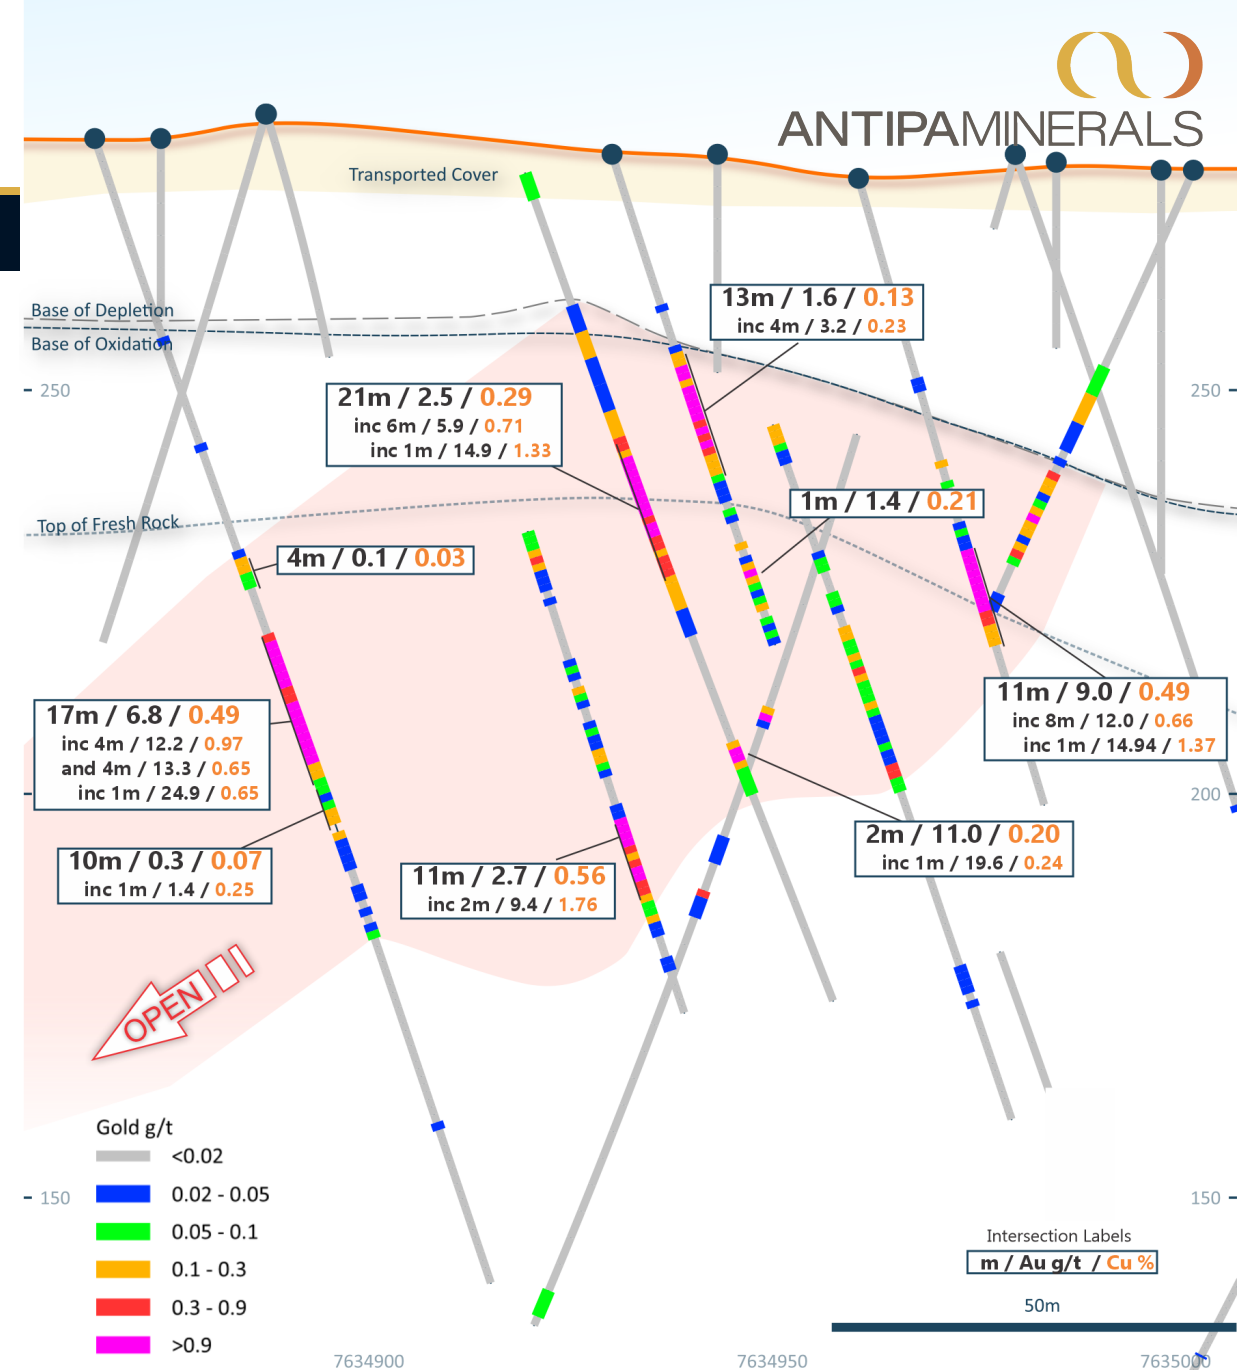 ANTIPAMINERALS
Transported Cover
13m / 1.6 / 0.13
inc 4m / 3.2 / 0.23
Base of Depletion
Base of Oxidation
250
250
21m / 2.5 / 0.29
inc 6m / 5.9 / 0.71
inc 1m / 14.9 / 1.33
1m / 1.4 / 0.21
Top of Fresh Rock
4m / 0.1 / 0.03
11m / 9.0 / 0.49
inc 8m / 12.0 / 0.66
inc 1m / 14.94 / 1.37
17m / 6.8 / 0.49
inc 4m / 12.2 / 0.97
and 4m / 13.3 / 0.65
inc 1m / 24.9 / 0.65
200
2m / 11.0 / 0.20
inc 1m / 19.6 / 0.24
10m / 0.3 / 0.07
inc 1m / 1.4 / 0.25
11m / 2.7 / 0.56
inc 2m / 9.4 / 1.76
OPEN
Gold g/t
<0.02
0.02 - 0.05
0.05 - 0.1
0.1 - 0.3
0.3 - 0.9
>0.9
150
150
Intersection Labels
m / Au g/t / Cu %
50m
7634900
7634950
7635000